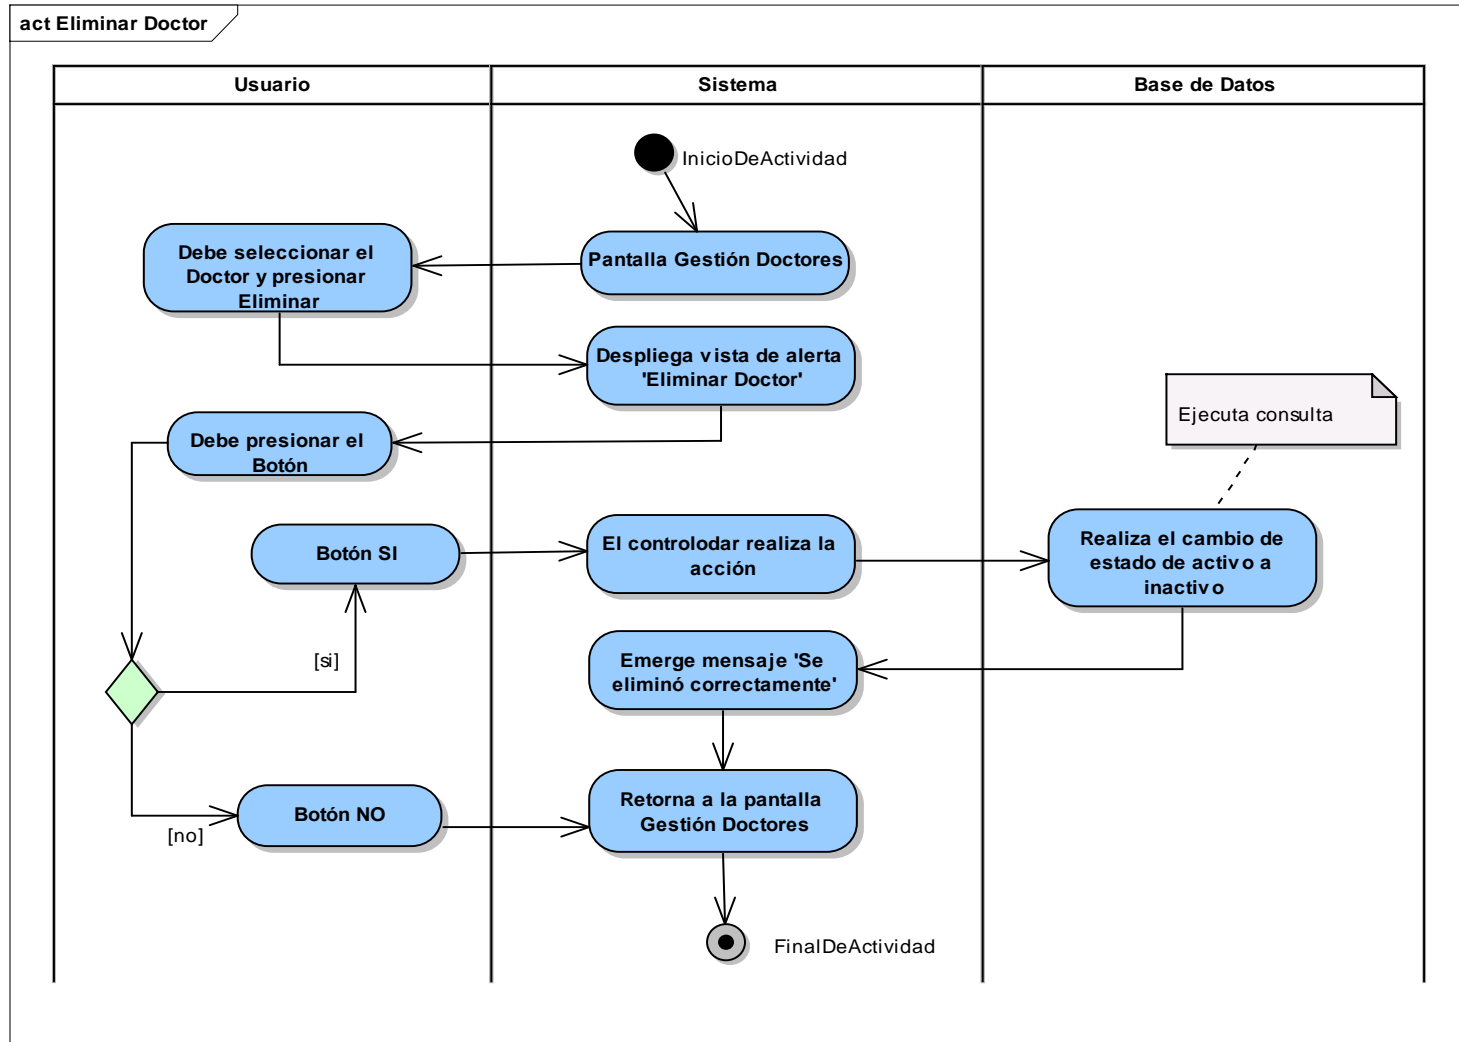 act Eliminar Doctor
Usuario
Sistema
Base de Datos
InicioDeActividad
Debe seleccionar el
Doctor y presionar
Eliminar
Pantalla Gestión Doctores
Despliega vista de alerta
'Eliminar Doctor'
Ejecuta consulta
Debe presionar el
Botón
Botón SI
El controlodar realiza la
acción
Realiza el cambio de
estado de activo a
inactivo
[si]
Emerge mensaje 'Se
eliminó correctamente'
[no]
Botón NO
Retorna a la pantalla
Gestión Doctores
FinalDeActividad